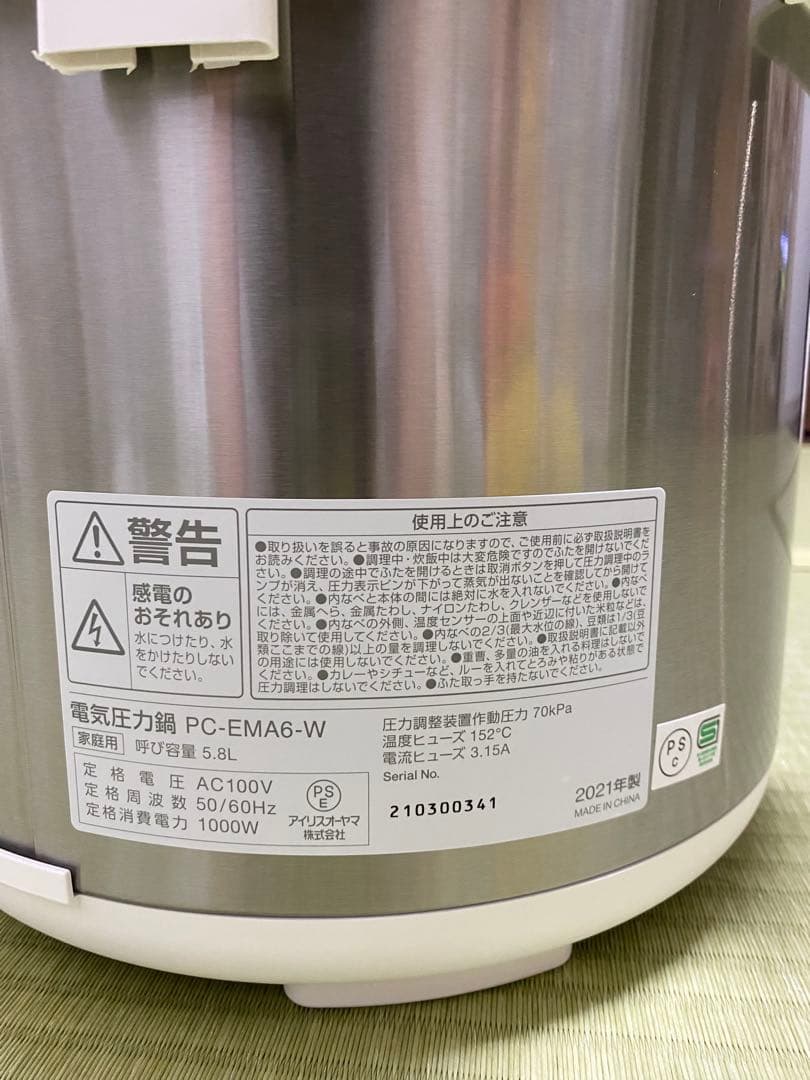 警告
感電の
おそれあり
水につけたり、水
をかけたりしない
でください。
使用上のご注意
●取り扱いを誤ると事故の原因になりますので、ご使用前に必ず取扱説明書を
お読みください。●調理中・炊飯中は大変危険ですのでふたを開けないでくだ
さい。●調理の途中でふたを開けるときは取消ボタンを押して圧力調理中のラ
ンプが消え、圧力表示ピンが下がって蒸気が出ないことを確認してから開けて
ください。●内なべと本体の間には絶対に水を入れないでください。●内なべ
には、金属へら、金属たわし、ナイロンたわし、クレンザーなどを使用しないで
ください。●内なべの外側、温度センサーの上面や近辺に付いた米粒などは、
取り除いて使用してください。●内なべの2/3(最大水位の線)、豆類は1/3(豆
類ここまでの線)以上の量を調理しないでください。●取扱説明書に記載以外
の用途には使用しないでください。●重曹、多量の油を入れる料理はしないで
ください。●カレーやシチューなど、ルーを入れてとろみや粘りがある状態で
圧力調理はしないでください。●ふた取っ手を持たないでください。
電気圧力鍋 PC-EMA6-W
家庭用 呼び容量 5.8L
定格電圧 AC100V
定格周波数 50/60Hz
定格消費電力 1000W
PS
E
アイリスオーヤマ
株式会社
圧力調整装置作動圧力 70kPa
温度ヒューズ 152℃
電流ヒューズ 3.15A
Serial No.
210300341
2021年製
MADE IN CHINA
PS
C
S